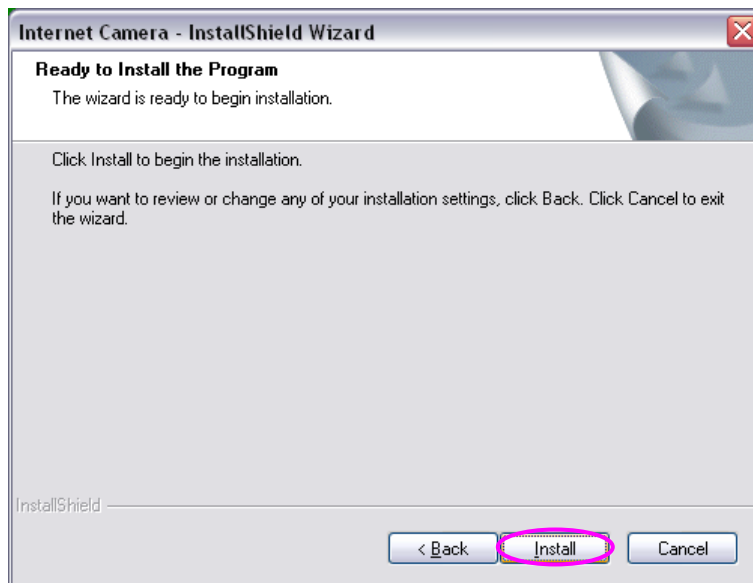 Internet Camera - InstallShield Wizard
Ready to Install the Program
The wizard is ready to begin installation.
Click Install to begin the installation.
If you want to review or change any of your installation settings, click Back. Click Cancel to exit
the wizard.
InstallShield
< Back
Install
Cancel